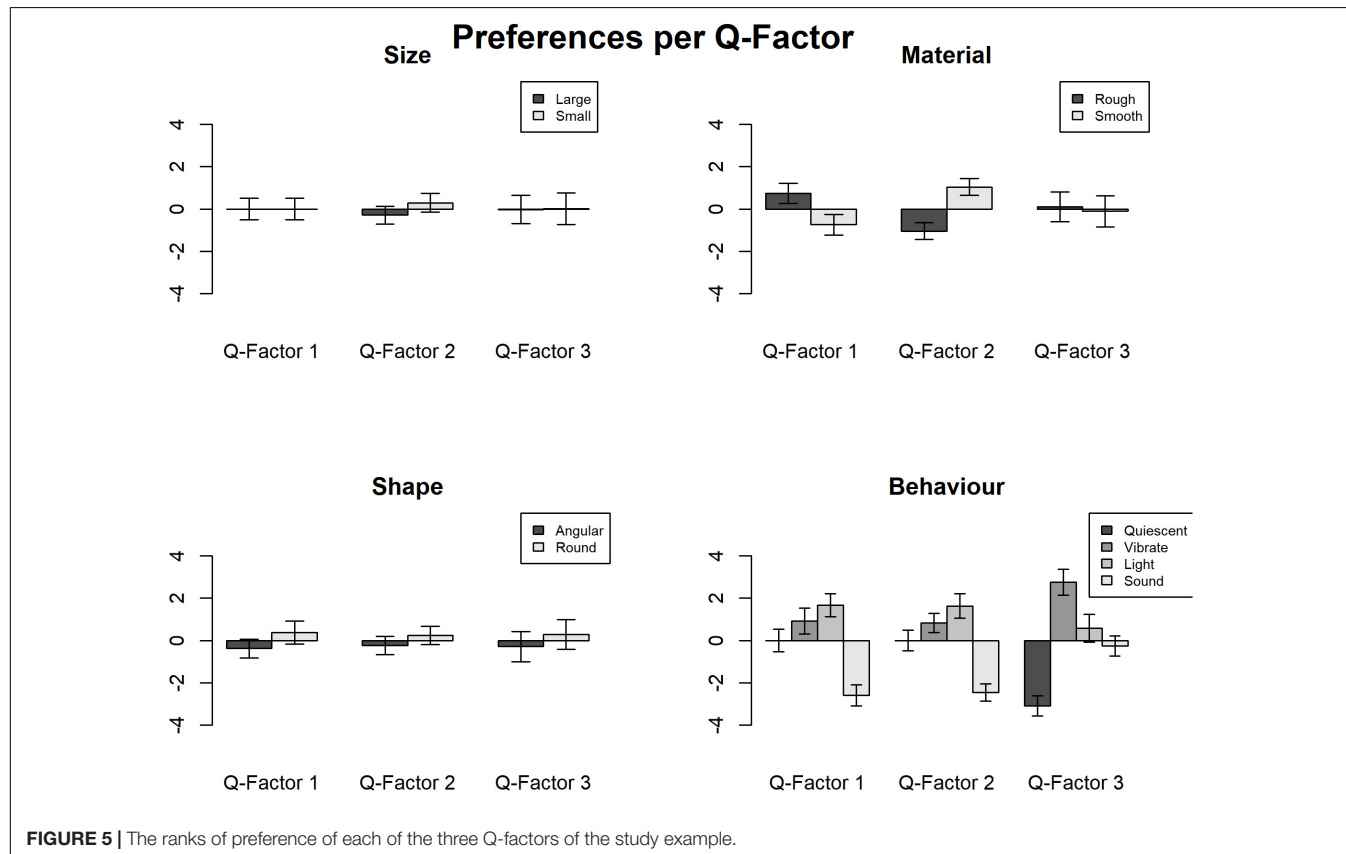 Preferences per Q-Factor
Size
Large
Small
4
2
0
-2
-4
Q-Factor 1 Q-Factor 2 Q-Factor 3
Material
Rough
Smooth
4
2
0
-2
-4
Q-Factor 1 Q-Factor 2 Q-Factor 3
Shape
Angular
Round
4
2
0
-2
-4
Q-Factor 1 Q-Factor 2 Q-Factor 3
Behaviour
Quiescent
Vibrate
Light
Sound
4
2
0
-2
-4
Q-Factor 1 Q-Factor 2 Q-Factor 3
FIGURE 5 | The ranks of preference of each of the three Q-factors of the study example.